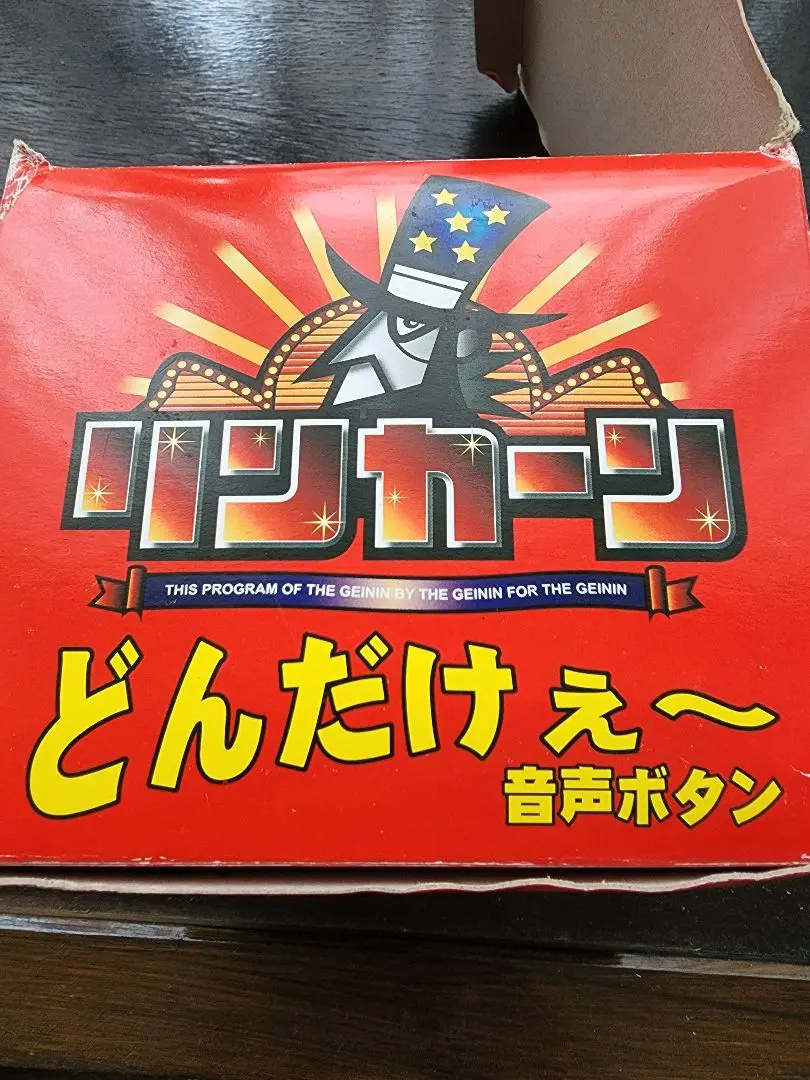 リンカーン
THIS PROGRAM OF THE GEININ BY THE GEININ FOR THE GEININ
どんだけぇ〜
音声ボタン